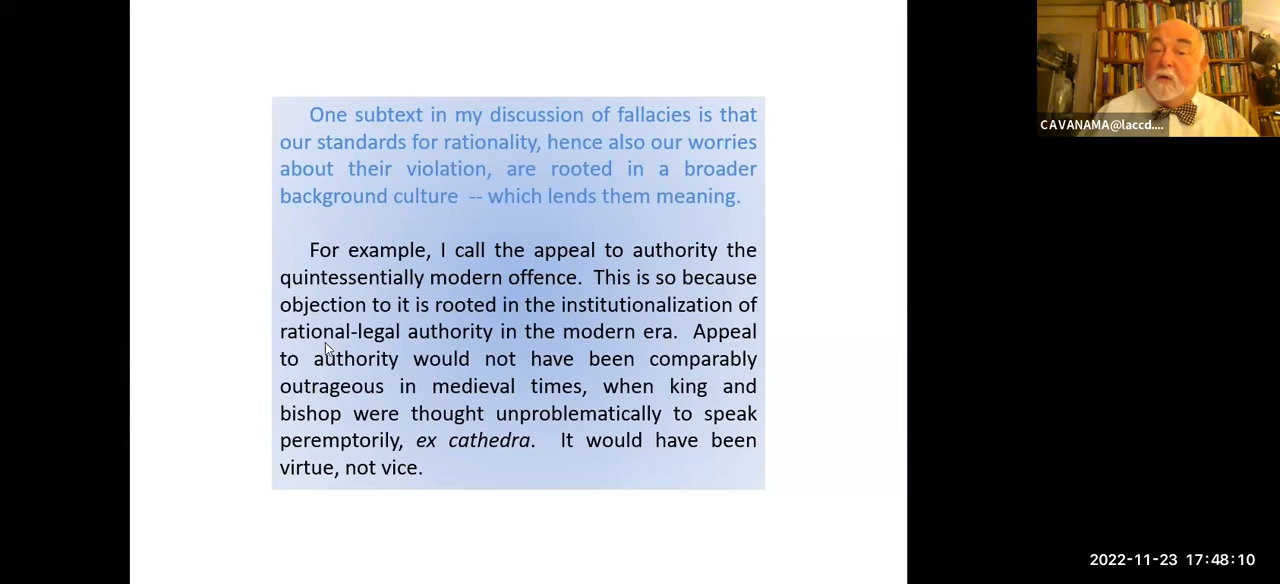 One subtext in my discussion of fallacies is that
our standards for rationality, hence also our worries
about their violation, are rooted in a broader
background culture -- which lends them meaning.
For example, I call the appeal to authority the
quintessentially modern offence. This is so because
objection to it is rooted in the institutionalization of
rational-legal authority in the modern era. Appeal
to authority would not have been comparably
outrageous in medieval times, when king and
bishop were thought unproblematically to speak
peremptorily, ex cathedra. It would have been
virtue, not vice.
CAVANAMA@laccd....
2022-11-23 17:48:10